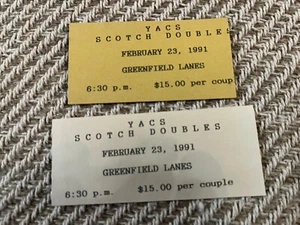 YACS
SCOTCH DOUBLES
FEBRUARY 23, 1991
GREENFIELD LANES
6:30 p.m. $15.00 per coup
YACS
SCOTCH DOUBLES
FEBRUARY 23, 1991
GREENFIELD LANES
6:30 p.m. $15.00 per couple